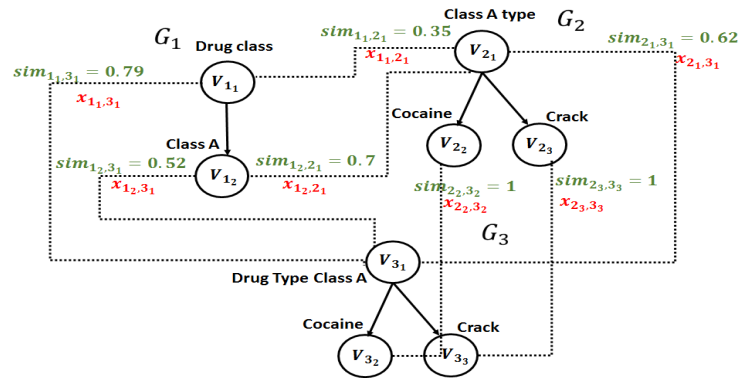 Class A type
G₁ Drug class sim₁₁,₂₁ = 0.35 G₂
x₁₁,₂₁ V₂₁ sim₂₁,₃₁ = 0.62
sim₁₁,₃₁ = 0.79 x₂₁,₃₁
x₁₁,₃₁ V₁₁
Cocaine Crack
Class A
V₂₂ V₂₃
sim₁₂,₃₁ = 0.52 sim₁₂,₂₁ = 0.7
x₁₂,₃₁ V₁₂ x₁₂,₂₁
sim₂₂,₃₂ = 1 sim₂₃,₃₃ = 1
x₂₂,₃₂ x₂₃,₃₃
G₃
V₃₁
Drug Type Class A
Cocaine Crack
V₃₂ V₃₃